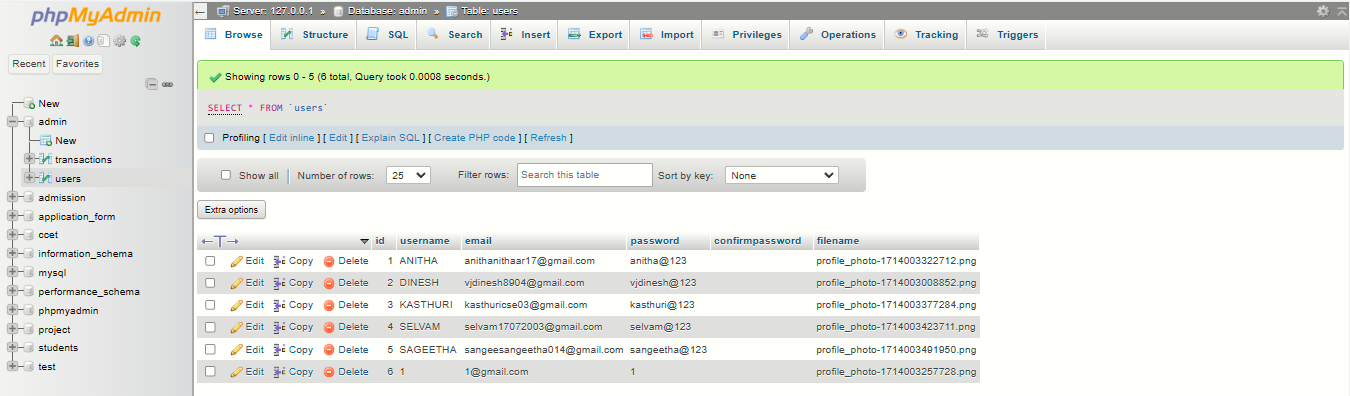 phpMyAdmin
Recent Favorites
New
admin
New
transactions
users
admission
application_form
ccet
information_schema
mysql
performance_schema
phpmyadmin
project
students
test
Server: 127.0.0.1 » Database: admin » Table: users
Browse Structure SQL Search Insert Export Import Privileges Operations Tracking Triggers
Showing rows 0 - 5 (6 total, Query took 0.0008 seconds.)
SELECT * FROM `users`
Profiling [ Edit inline ] [ Edit ] [ Explain SQL ] [ Create PHP code ] [ Refresh ]
Show all Number of rows: 25 Filter rows: Search this table Sort by key: None
Extra options
←T→ id username email password confirmpassword filename
Edit Copy Delete 1 ANITHA anithanithaar17@gmail.com anitha@123 profile_photo-1714003322712.png
Edit Copy Delete 2 DINESH vjdinesh8904@gmail.com vjdinesh@123 profile_photo-1714003008852.png
Edit Copy Delete 3 KASTHURI kasthuricse03@gmail.com kasthuri@123 profile_photo-1714003377284.png
Edit Copy Delete 4 SELVAM selvam17072003@gmail.com selvam@123 profile_photo-1714003423711.png
Edit Copy Delete 5 SAGEETHA sangeesangeetha014@gmail.com sangeetha@123 profile_photo-1714003491950.png
Edit Copy Delete 6 1 1@gmail.com 1 profile_photo-1714003257728.png